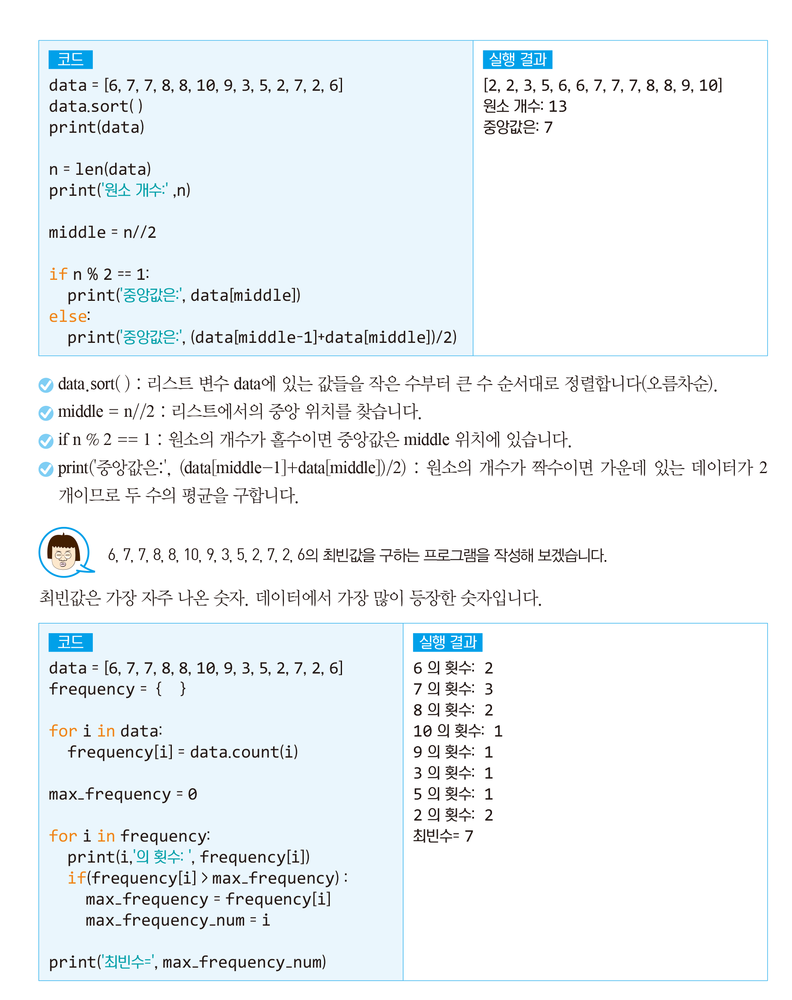 코드
data = [6, 7, 7, 8, 8, 10, 9, 3, 5, 2, 7, 2, 6]
data.sort( )
print(data)
n = len(data)
print('원소 개수:' ,n)
middle = n//2
if n % 2 == 1:
print('중앙값은:', data[middle])
else:
print('중앙값은:', (data[middle-1]+data[middle])/2)
실행 결과
[2, 2, 3, 5, 6, 6, 7, 7, 7, 8, 8, 9, 10]
원소 개수: 13
중앙값은: 7
data.sort( ) : 리스트 변수 data에 있는 값들을 작은 수부터 큰 수 순서대로 정렬합니다(오름차순).
middle = n//2 : 리스트에서의 중앙 위치를 찾습니다.
if n % 2 == 1 : 원소의 개수가 홀수이면 중앙값은 middle 위치에 있습니다.
print('중앙값은:', (data[middle−1]+data[middle])/2) : 원소의 개수가 짝수이면 가운데 있는 데이터가 2
개이므로 두 수의 평균을 구합니다.
6, 7, 7, 8, 8, 10, 9, 3, 5, 2, 7, 2, 6의 최빈값을 구하는 프로그램을 작성해 보겠습니다.
최빈값은 가장 자주 나온 숫자. 데이터에서 가장 많이 등장한 숫자입니다.
코드
data = [6, 7, 7, 8, 8, 10, 9, 3, 5, 2, 7, 2, 6]
frequency = { }
for i in data:
frequency[i] = data.count(i)
max_frequency = 0
for i in frequency:
print(i,'의 횟수: ', frequency[i])
if(frequency[i] > max_frequency) :
max_frequency = frequency[i]
max_frequency_num = i
print('최빈수=', max_frequency_num)
실행 결과
6 의 횟수: 2
7 의 횟수: 3
8 의 횟수: 2
10 의 횟수: 1
9 의 횟수: 1
3 의 횟수: 1
5 의 횟수: 1
2 의 횟수: 2
최빈수= 7